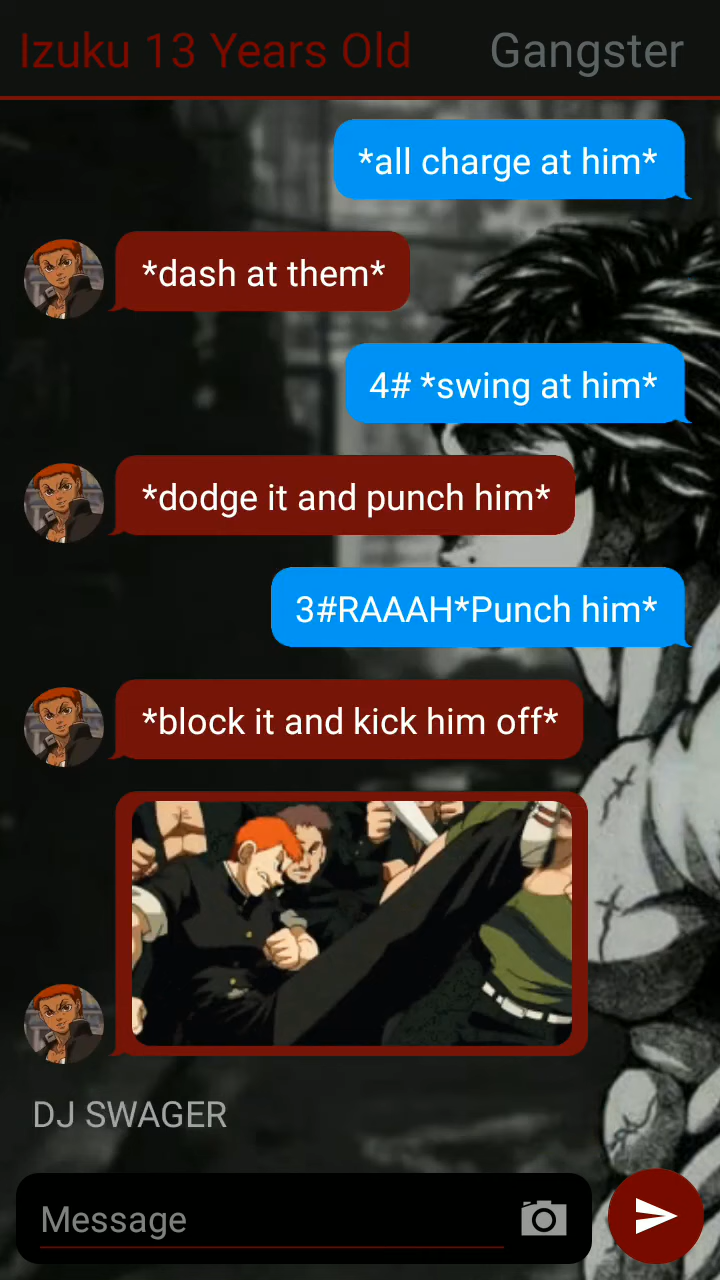 Izuku 13 Years Old Gangster
*all charge at him*
*dash at them*
4# *swing at him*
*dodge it and punch him*
3#RAAAH*Punch him*
*block it and kick him off*
DJ SWAGER
Message